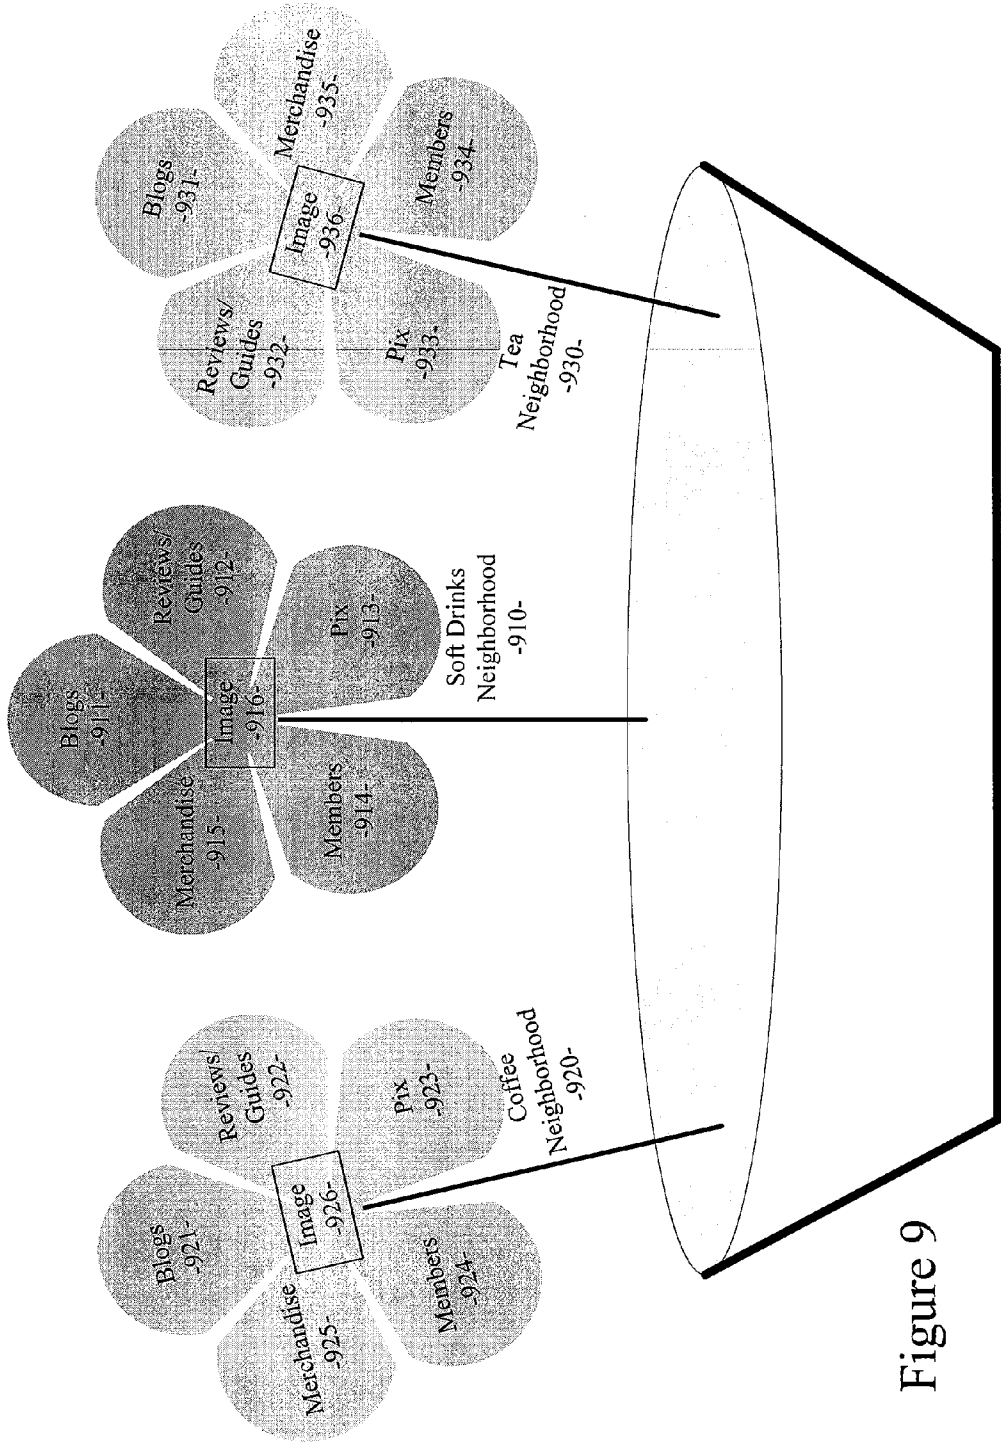 Blogs
-921-
Reviews/
Guides
-922-
Merchandise
-925-
Image
-926-
Pix
-923-
Members
-924-
Coffee
Neighborhood
-920-
Blogs
-911-
Merchandise
-915-
Reviews/
Guides
-912-
Image
-916-
Members
-914-
Pix
-913-
Soft Drinks
Neighborhood
-910-
Blogs
-931-
Reviews/
Guides
-932-
Merchandise
-935-
Image
-936-
Pix
-933-
Members
-934-
Tea
Neighborhood
-930-
Figure 9